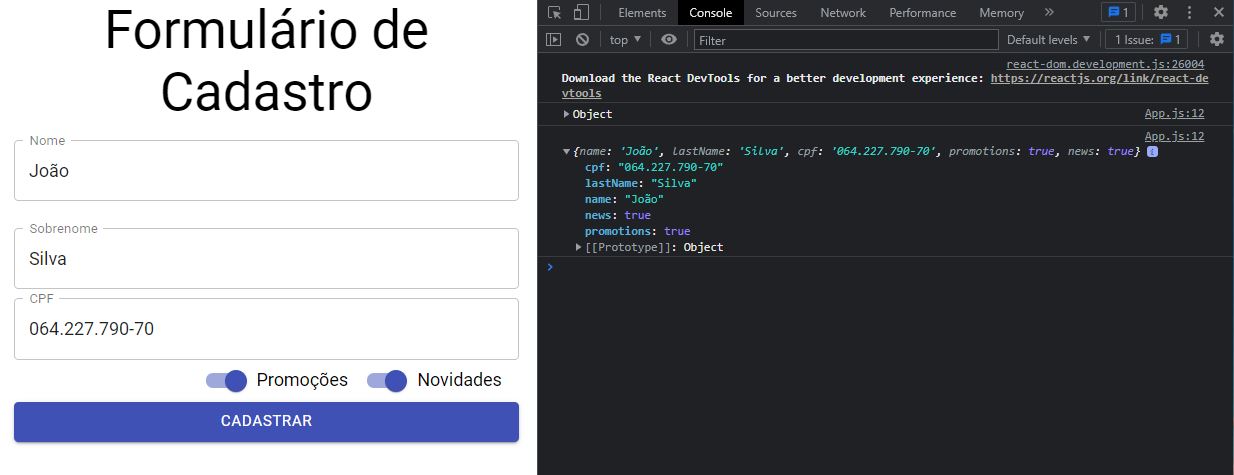 Formulário de
Cadastro
Nome
João
Sobrenome
Silva
CPF
064.227.790-70
Promoções Novidades
CADASTRAR
Elements Console Sources Network Performance Memory » 1
top Filter Default levels 1 Issue: 1
react-dom.development.js:26004
Download the React DevTools for a better development experience: https://reactjs.org/link/react-de
vtools
Object App.js:12
App.js:12
{name: 'João', lastName: 'Silva', cpf: '064.227.790-70', promotions: true, news: true} i
cpf: "064.227.790-70"
lastName: "Silva"
name: "João"
news: true
promotions: true
[[Prototype]]: Object